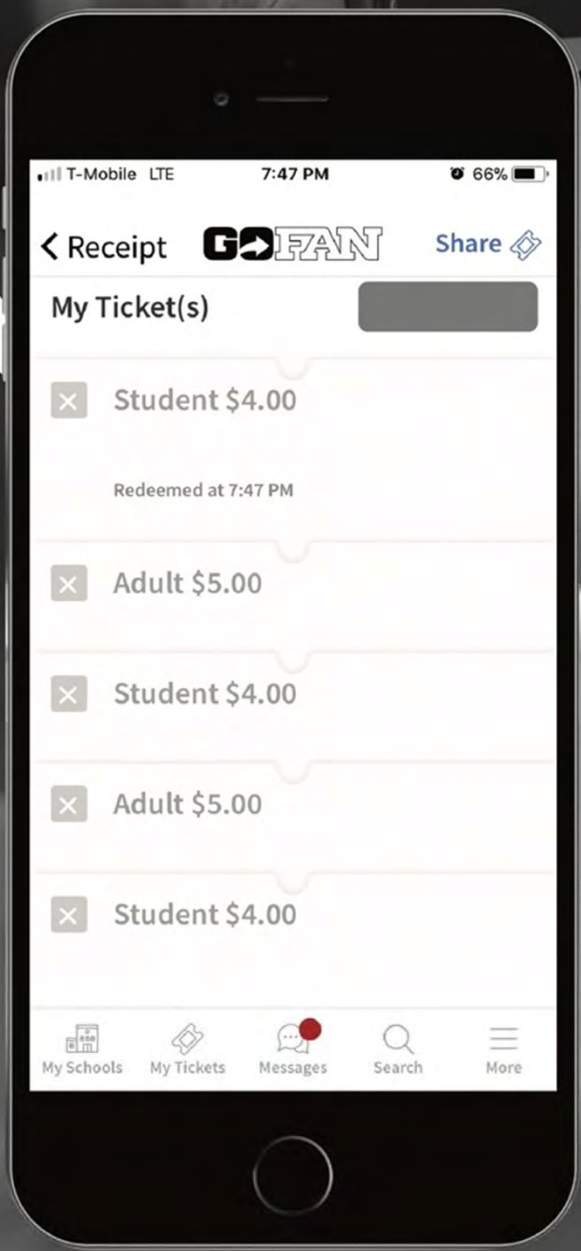 T-Mobile LTE 7:47 PM 66%
Receipt GOFAN Share
My Ticket(s)
Student $4.00
Redeemed at 7:47 PM
Adult $5.00
Student $4.00
Adult $5.00
Student $4.00
My Schools My Tickets Messages Search More